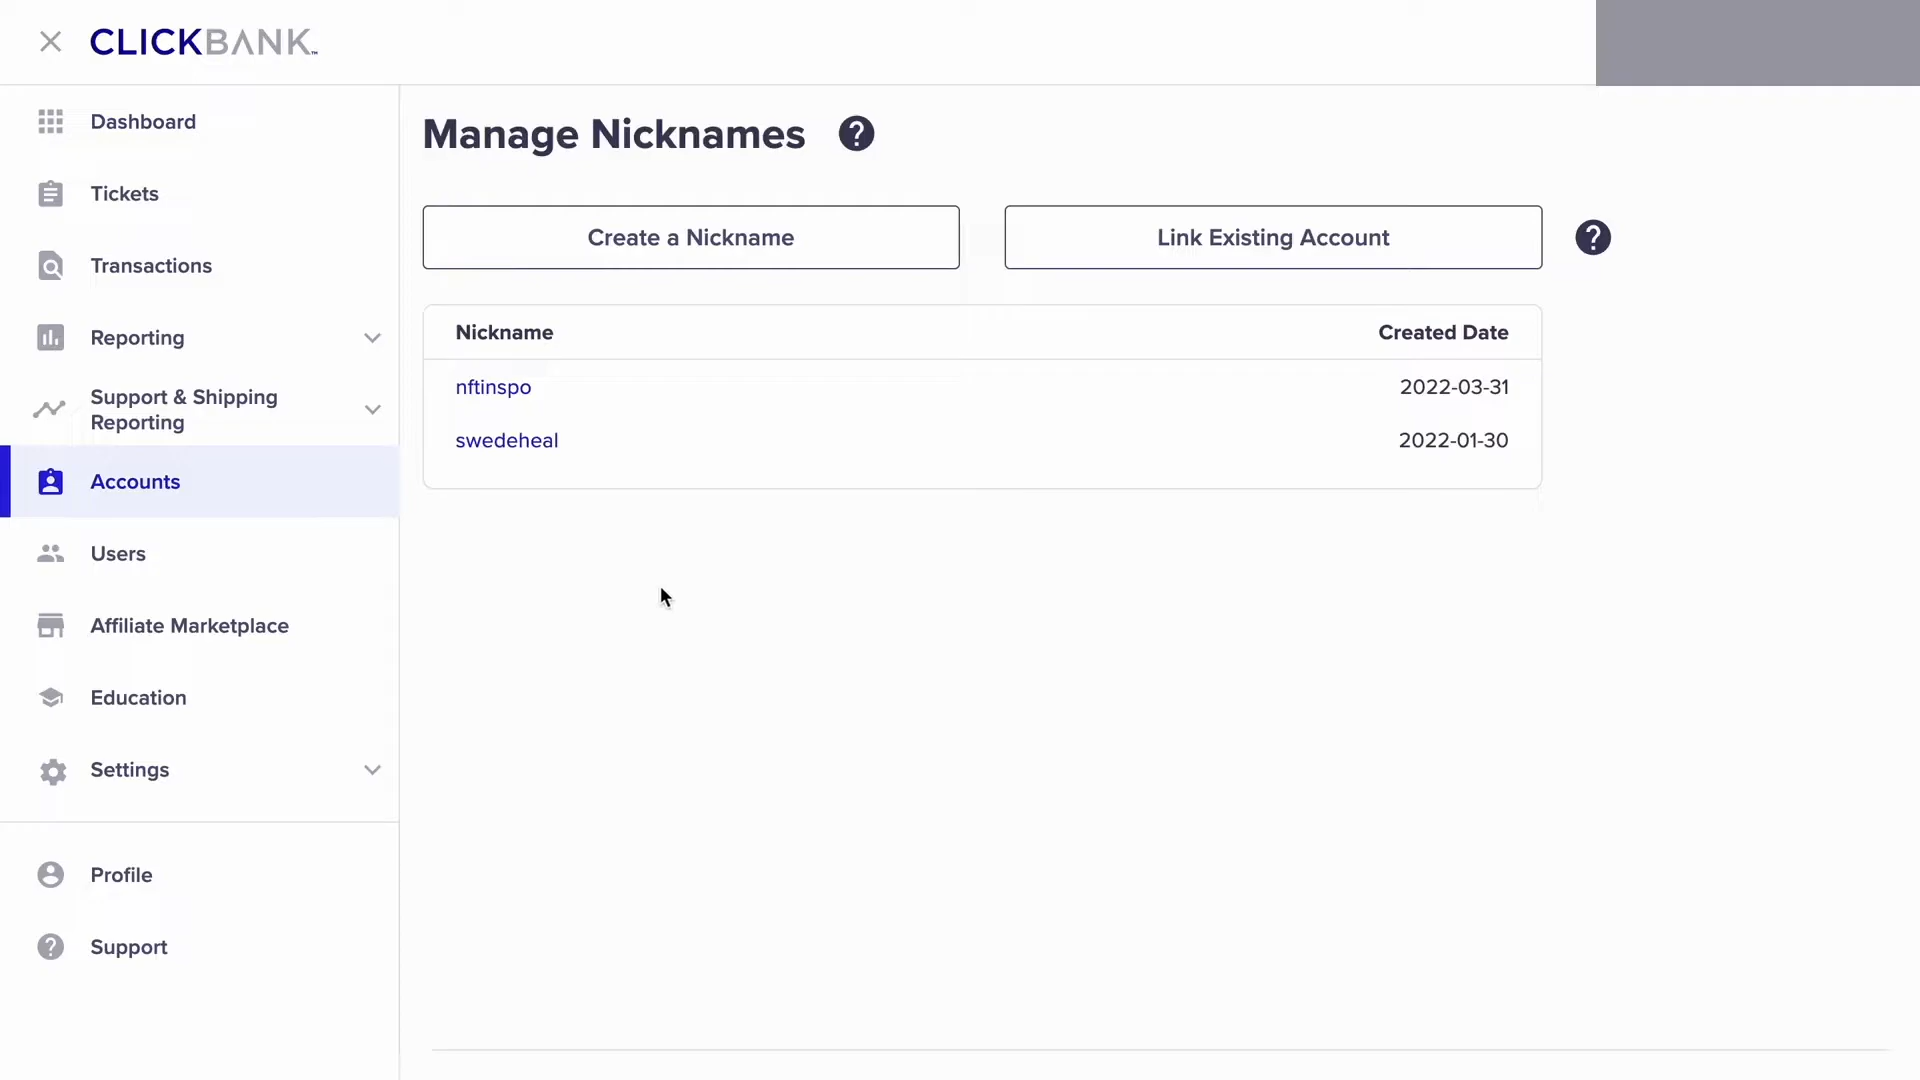 CLICKBANK™
Dashboard
Tickets
Transactions
Reporting
Support & Shipping
Reporting
Accounts
Users
Affiliate Marketplace
Education
Settings
Profile
Support
Manage Nicknames ?
Create a Nickname
Link Existing Account ?
Nickname Created Date
nftinspo 2022-03-31
swedeheal 2022-01-30